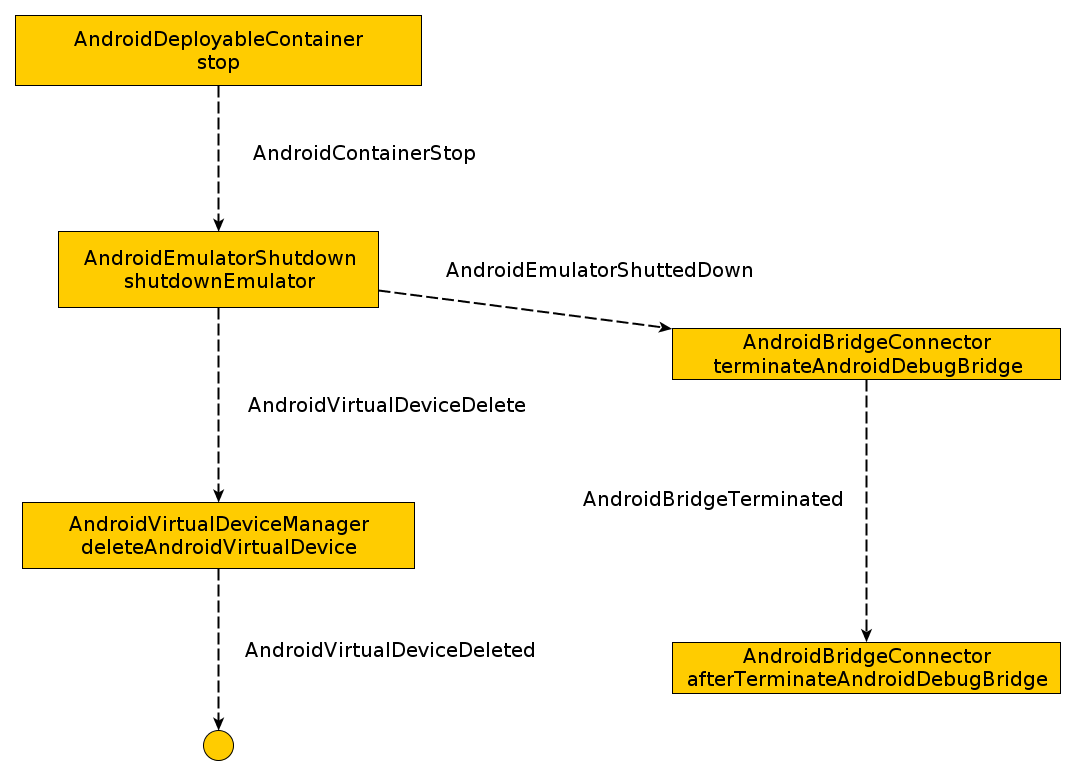 AndroidDeployableContainer
stop
AndroidContainerStop
AndroidEmulatorShutdown
shutdownEmulator
AndroidEmulatorShuttedDown
AndroidBridgeConnector
terminateAndroidDebugBridge
AndroidVirtualDeviceDelete
AndroidBridgeTerminated
AndroidVirtualDeviceManager
deleteAndroidVirtualDevice
AndroidVirtualDeviceDeleted
AndroidBridgeConnector
afterTerminateAndroidDebugBridge